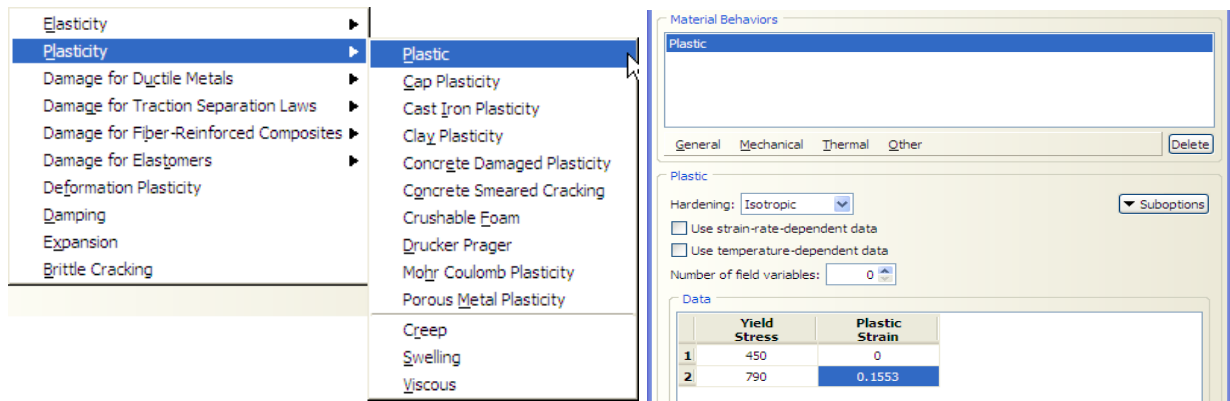 Elasticity
Plasticity
Damage for Ductile Metals
Damage for Traction Separation Laws
Damage for Fiber-Reinforced Composites
Damage for Elastomers
Deformation Plasticity
Damping
Expansion
Brittle Cracking
Plastic
Cap Plasticity
Cast Iron Plasticity
Clay Plasticity
Concrete Damaged Plasticity
Concrete Smeared Cracking
Crushable Foam
Drucker Prager
Mohr Coulomb Plasticity
Porous Metal Plasticity
Creep
Swelling
Viscous
Material Behaviors
Plastic
General Mechanical Thermal Other Delete
Plastic
Hardening: Isotropic Suboptions
Use strain-rate-dependent data
Use temperature-dependent data
Number of field variables: 0
Data
Yield Plastic
Stress Strain
1 450 0
2 790 0.1553